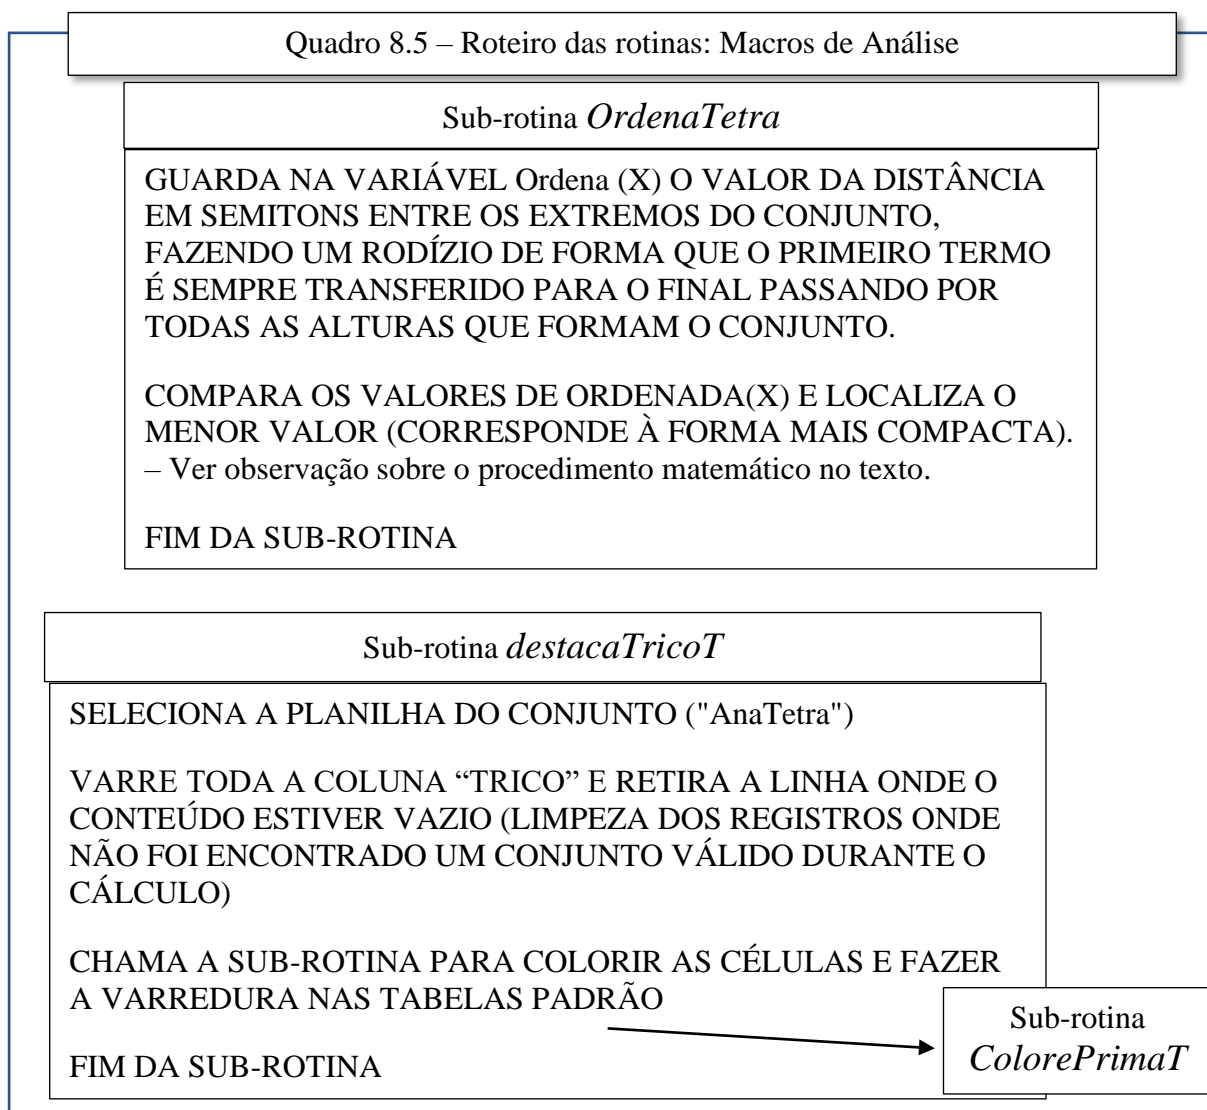 Quadro 8.5 – Roteiro das rotinas: Macros de Análise
Sub-rotina OrdenaTetra
GUARDA NA VARIÁVEL Ordena (X) O VALOR DA DISTÂNCIA
EM SEMITONS ENTRE OS EXTREMOS DO CONJUNTO,
FAZENDO UM RODÍZIO DE FORMA QUE O PRIMEIRO TERMO
É SEMPRE TRANSFERIDO PARA O FINAL PASSANDO POR
TODAS AS ALTURAS QUE FORMAM O CONJUNTO.
COMPARA OS VALORES DE ORDENADA(X) E LOCALIZA O
MENOR VALOR (CORRESPONDE À FORMA MAIS COMPACTA).
– Ver observação sobre o procedimento matemático no texto.
FIM DA SUB-ROTINA
Sub-rotina destacaTricoT
SELECIONA A PLANILHA DO CONJUNTO ("AnaTetra")
VARRE TODA A COLUNA “TRICO” E RETIRA A LINHA ONDE O
CONTEÚDO ESTIVER VAZIO (LIMPEZA DOS REGISTROS ONDE
NÃO FOI ENCONTRADO UM CONJUNTO VÁLIDO DURANTE O
CÁLCULO)
CHAMA A SUB-ROTINA PARA COLORIR AS CÉLULAS E FAZER
A VARREDURA NAS TABELAS PADRÃO
FIM DA SUB-ROTINA
Sub-rotina
ColorePrimaT